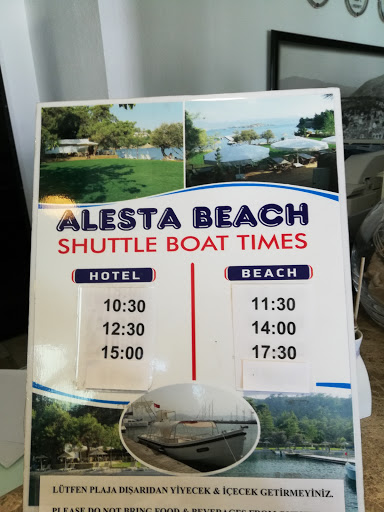 ALESTA BEACH
SHUTTLE BOAT TIMES
HOTEL
10:30
12:30
15:00
BEACH
11:30
14:00
17:30
LÜTFEN PLAJA DIŞARIDAN YİYECEK & İÇECEK GETİRMEYİNİZ.
PLEASE DO NOT BRING FOOD & BEVERAGES FROM